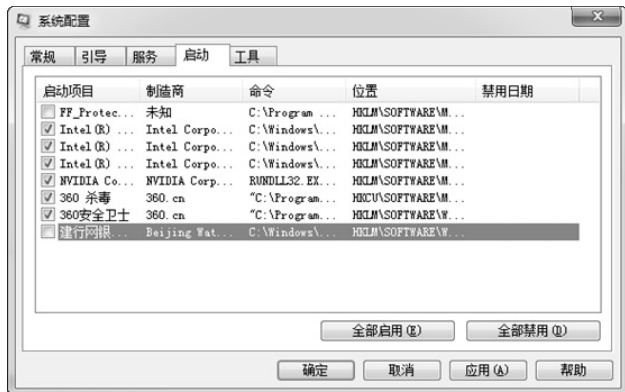 系统配置
常规 引导 服务 启动 工具
启动项目 制造商 命令 位置 禁用日期
FF_Protec... 未知 C:\Program ... HKLM\SOFTWARE\M...
Intel(R) ... Intel Corpo... C:\Windows\... HKLM\SOFTWARE\M...
Intel(R) ... Intel Corpo... C:\Windows\... HKLM\SOFTWARE\M...
Intel(R) ... Intel Corpo... C:\Windows\... HKLM\SOFTWARE\M...
NVIDIA Co... NVIDIA Corp... RUNDLL32.EX... HKLM\SOFTWARE\M...
360 杀毒 360.cn "C:\Program... HKCU\SOFTWARE\M...
360安全卫士 360.cn "C:\Program... HKLM\SOFTWARE\W...
建行网银... Beijing Wat... C:\Windows\... HKLM\SOFTWARE\W...
全部启用(E) 全部禁用(D)
确定 取消 应用(A) 帮助